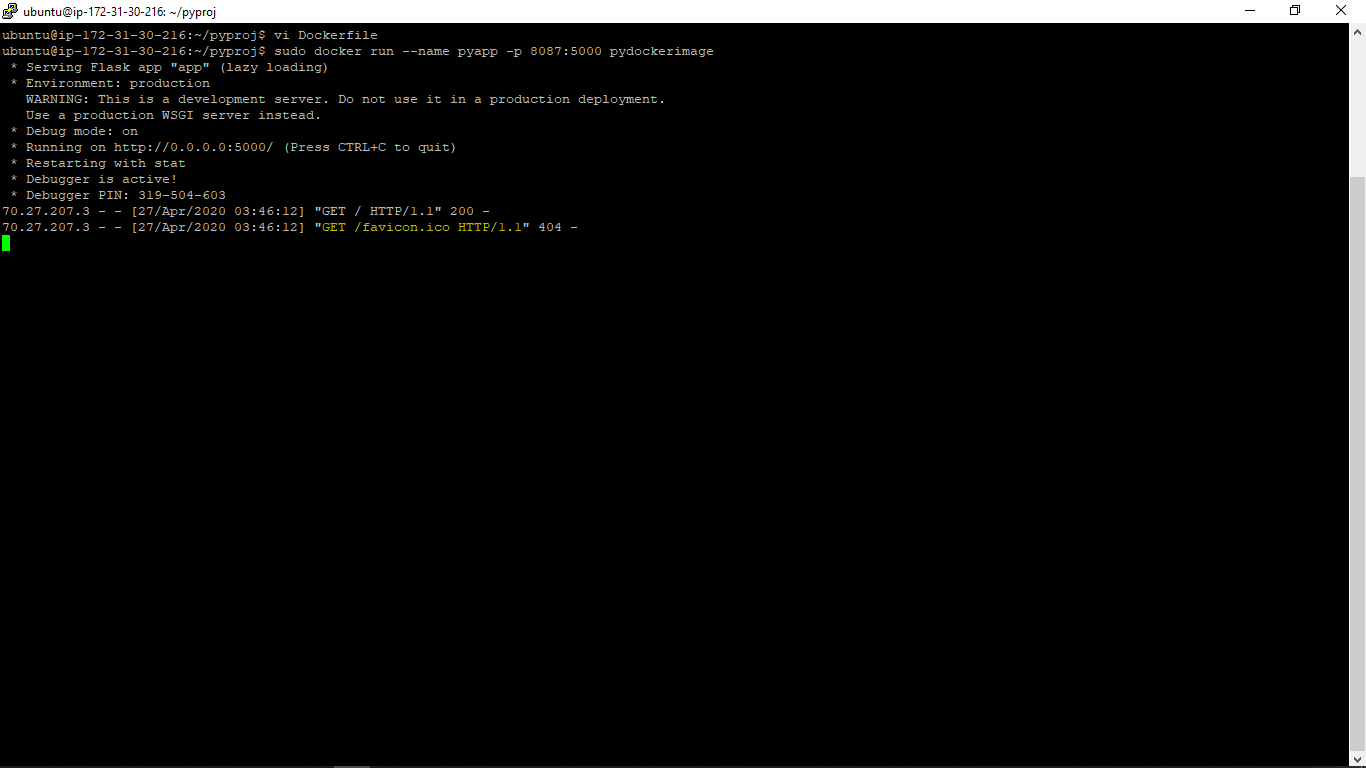 ubuntu@ip-172-31-30-216: ~/pyproj
ubuntu@ip-172-31-30-216:~/pyproj$ vi Dockerfile
ubuntu@ip-172-31-30-216:~/pyproj$ sudo docker run --name pyapp -p 8087:5000 pydockerimage
 * Serving Flask app "app" (lazy loading)
 * Environment: production
   WARNING: This is a development server. Do not use it in a production deployment.
   Use a production WSGI server instead.
 * Debug mode: on
 * Running on http://0.0.0.0:5000/ (Press CTRL+C to quit)
 * Restarting with stat
 * Debugger is active!
 * Debugger PIN: 319-504-603
70.27.207.3 - - [27/Apr/2020 03:46:12] "GET / HTTP/1.1" 200 -
70.27.207.3 - - [27/Apr/2020 03:46:12] "GET /favicon.ico HTTP/1.1" 404 -